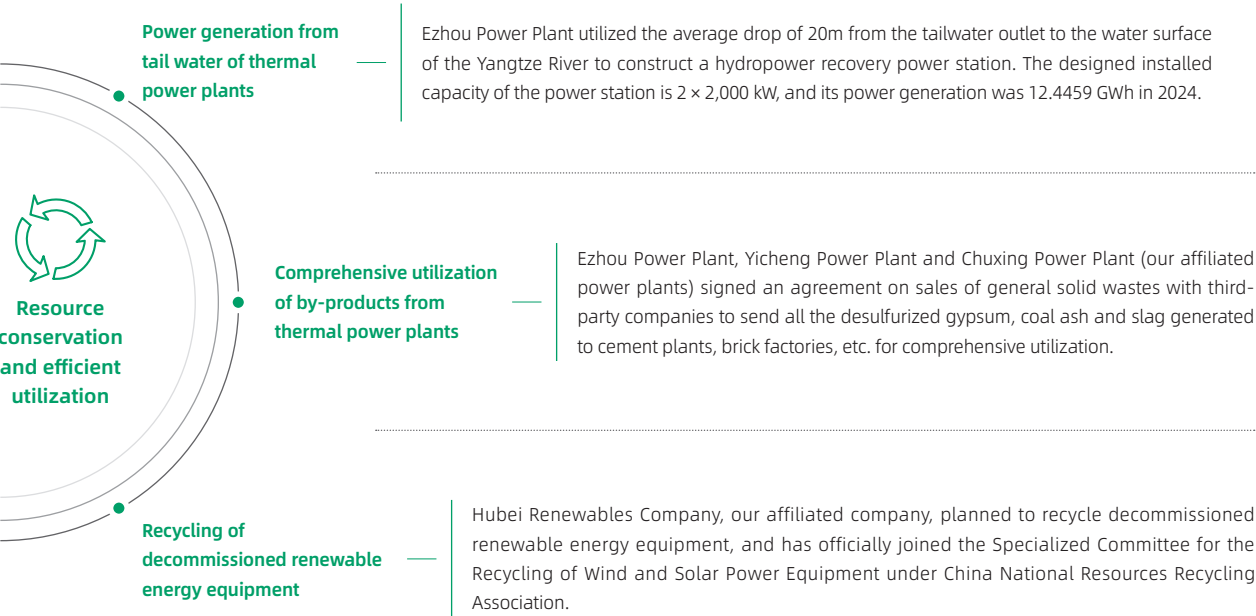 Power generation from
tail water of thermal
power plants
Ezhou Power Plant utilized the average drop of 20m from the tailwater outlet to the water surface
of the Yangtze River to construct a hydropower recovery power station. The designed installed
capacity of the power station is 2 × 2,000 kW, and its power generation was 12.4459 GWh in 2024.
Resource
conservation
and efficient
utilization
Comprehensive utilization
of by-products from
thermal power plants
Ezhou Power Plant, Yicheng Power Plant and Chuxing Power Plant (our affiliated
power plants) signed an agreement on sales of general solid wastes with third-
party companies to send all the desulfurized gypsum, coal ash and slag generated
to cement plants, brick factories, etc. for comprehensive utilization.
Recycling of
decommissioned renewable
energy equipment
Hubei Renewables Company, our affiliated company, planned to recycle decommissioned
renewable energy equipment, and has officially joined the Specialized Committee for the
Recycling of Wind and Solar Power Equipment under China National Resources Recycling
Association.